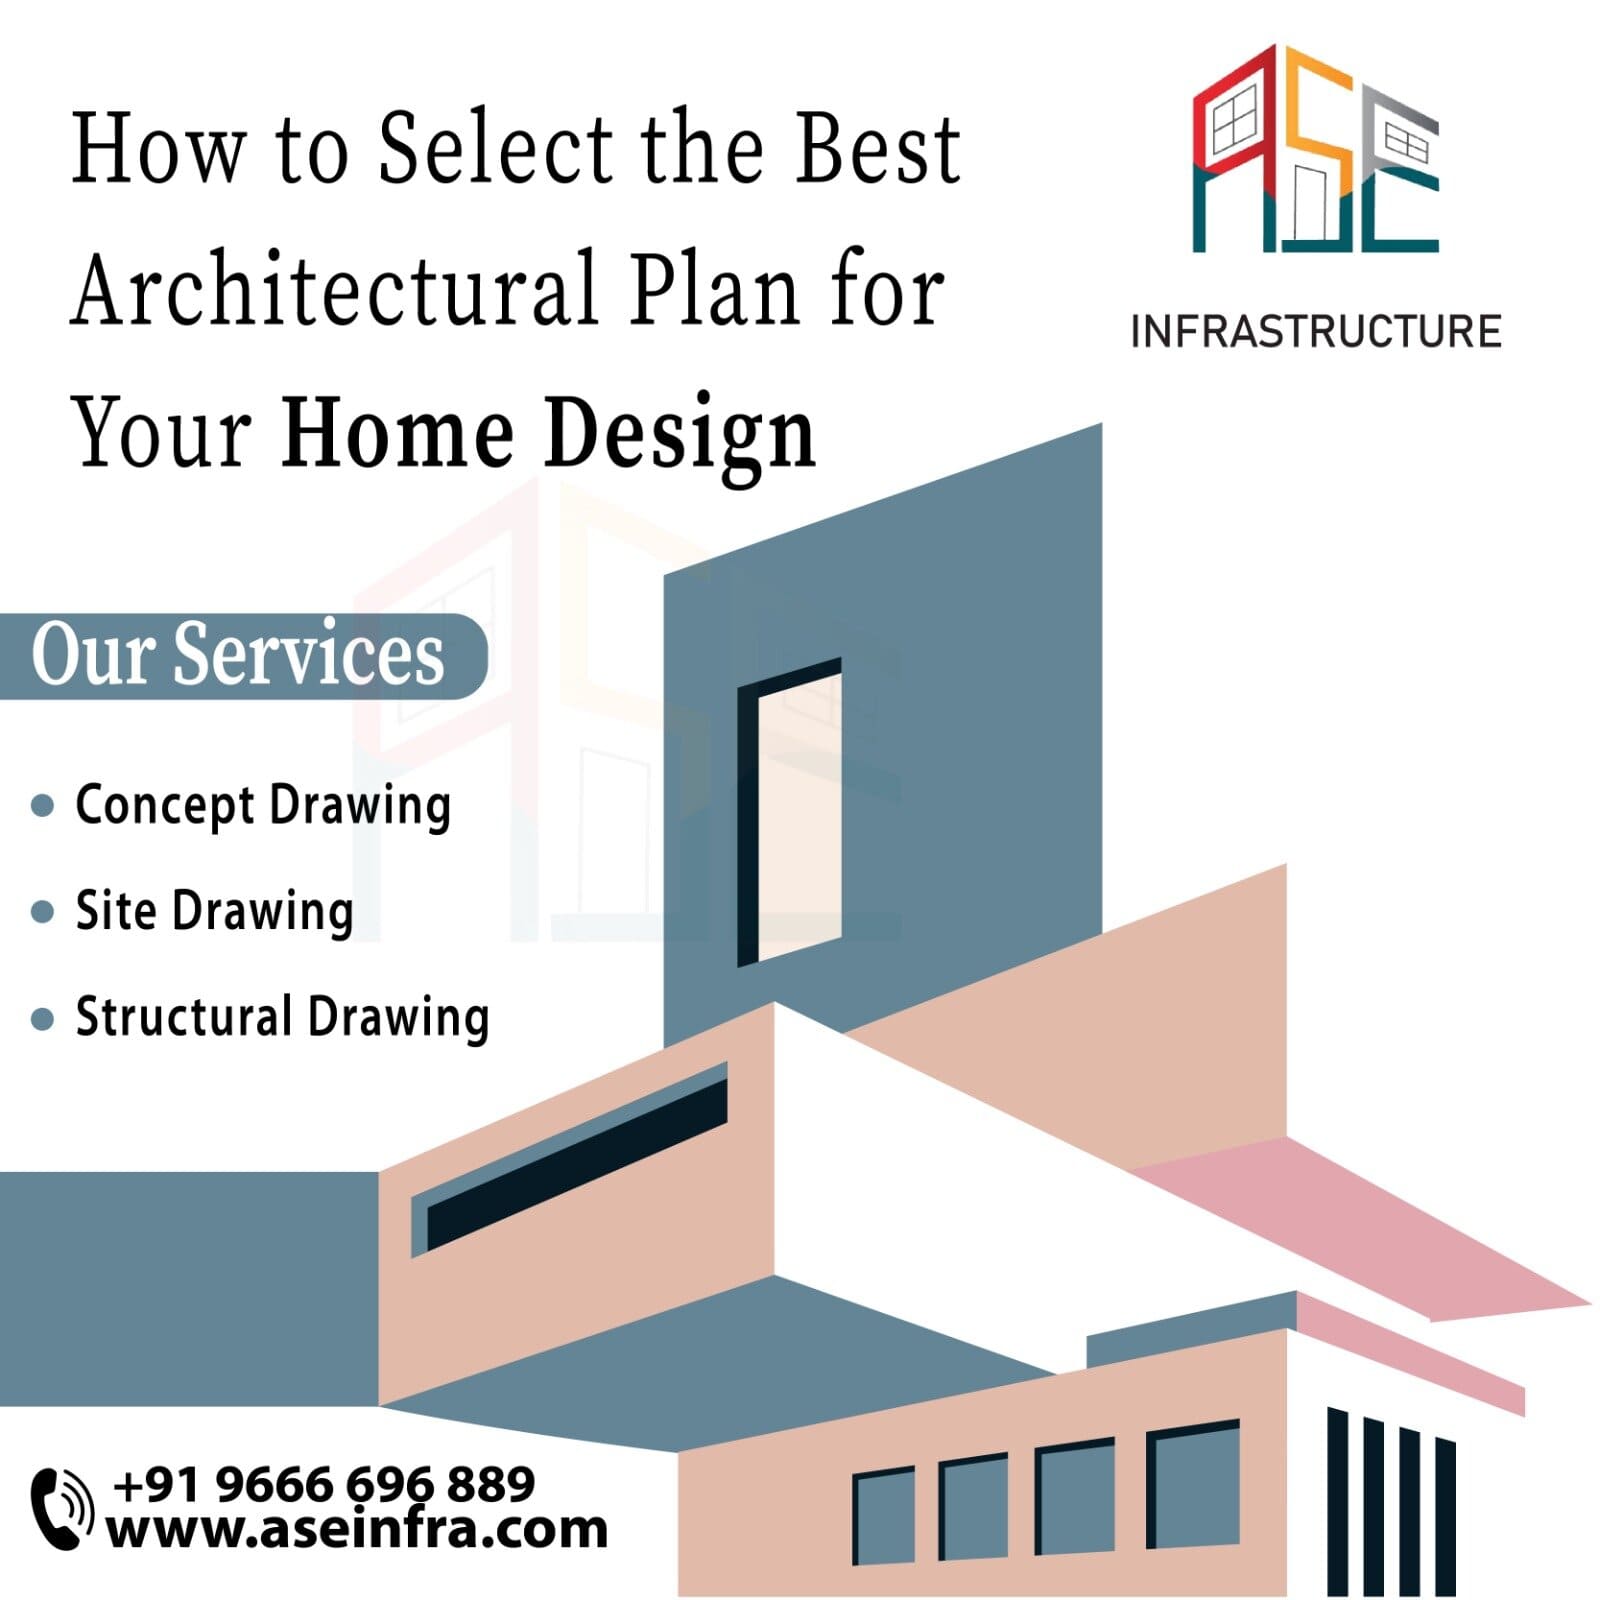 How to Select the Best
Architectural Plan for
Your Home Design
ASE
INFRASTRUCTURE
Our Services
Concept Drawing
Site Drawing
Structural Drawing
+91 9666 696 889
www.aseinfra.com